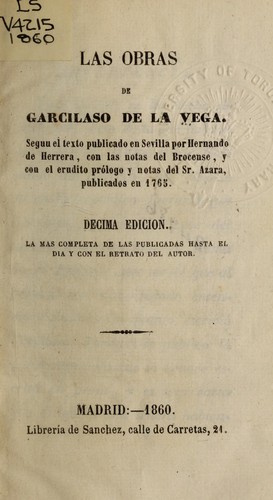 LS
V4215
1860
LAS OBRAS
DE
GARCILASO DE LA VEGA.
Segun el texto publicado en Sevilla por Hernando
de Herrera, con las notas del Brocense, y
con el erudito prólogo y notas del Sr. Azara,
publicados en 1765.
DECIMA EDICION.
LA MAS COMPLETA DE LAS PUBLICADAS HASTA EL
DIA Y CON EL RETRATO DEL AUTOR.
MADRID:—1860.
Librería de Sanchez, calle de Carretas, 21.